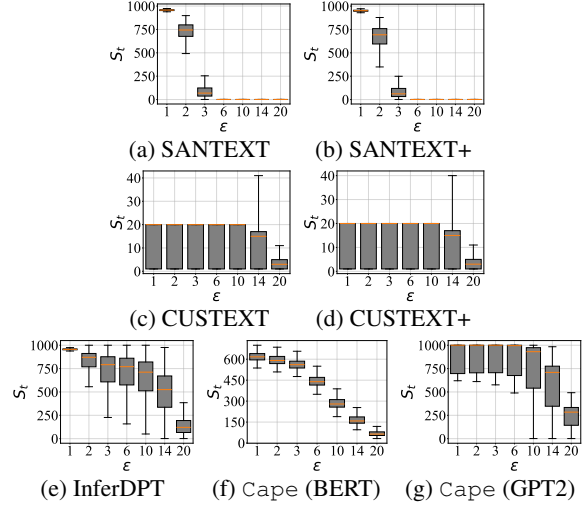 1000
750
500
250
0
S_t
1 2 3 6 10 14 20
ε
(a) SANTEXT
1000
750
500
250
0
S_t
1 2 3 6 10 14 20
ε
(b) SANTEXT+
40
30
20
10
0
S_t
1 2 3 6 10 14 20
ε
(c) CUSTEXT
40
30
20
10
0
S_t
1 2 3 6 10 14 20
ε
(d) CUSTEXT+
1000
750
500
250
0
S_t
1 2 3 6 10 14 20
ε
(e) InferDPT
600
450
300
150
0
S_t
1 2 3 6 10 14 20
ε
(f) Cape (BERT)
1000
750
500
250
0
S_t
1 2 3 6 10 14 20
ε
(g) Cape (GPT2)